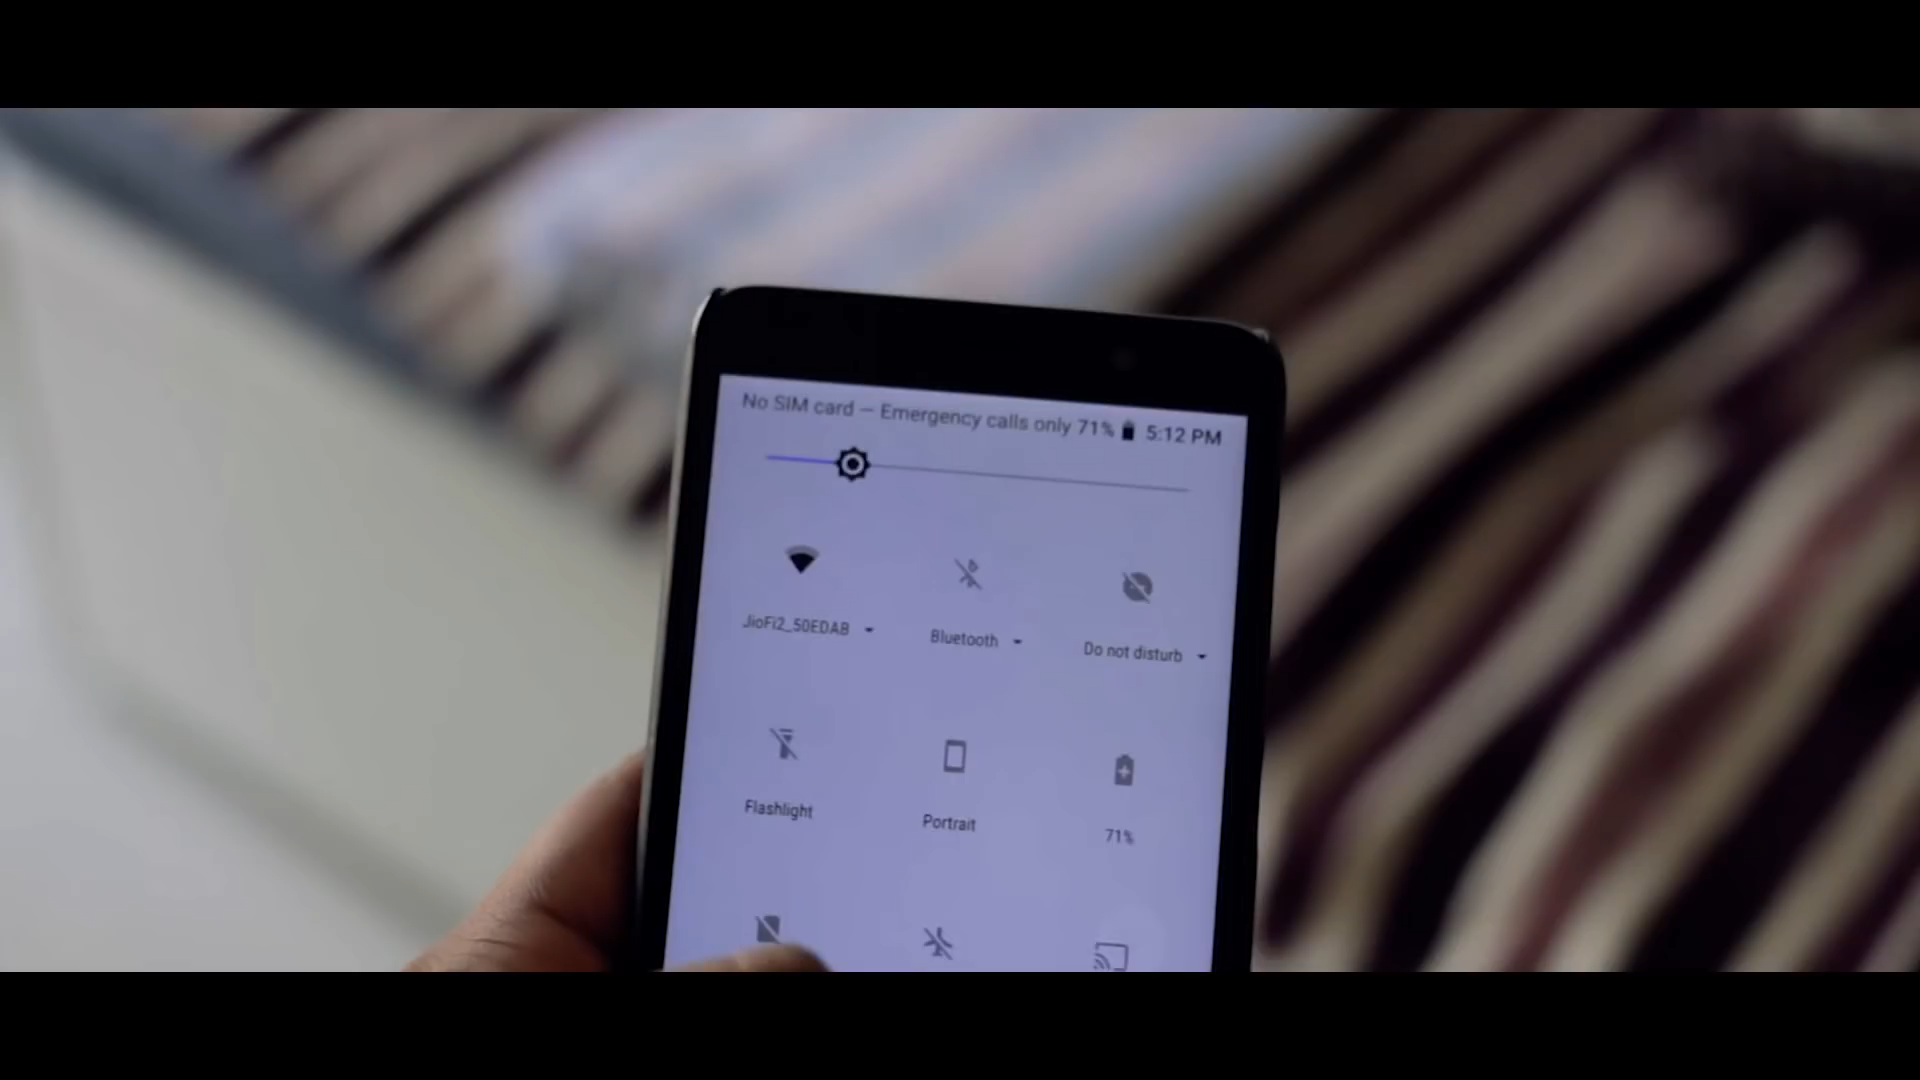 No SIM card — Emergency calls only 71% 5:12 PM
JioFi2_50EDAB
Bluetooth
Do not disturb
Flashlight
Portrait
71%